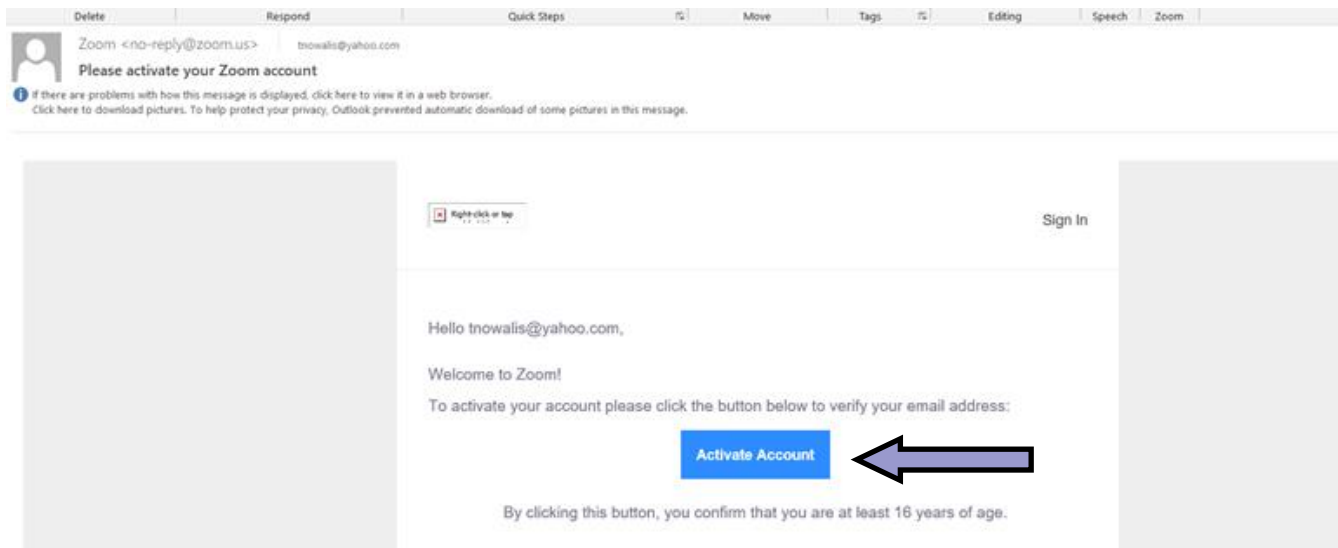 Delete Respond Quick Steps Move Tags Editing Speech Zoom
Zoom <no-reply@zoom.us> tnowalis@yahoo.com
Please activate your Zoom account
If there are problems with how this message is displayed, click here to view it in a web browser.
Click here to download pictures. To help protect your privacy, Outlook prevented automatic download of some pictures in this message.
Right-click or tap
Sign In
Hello tnowalis@yahoo.com,
Welcome to Zoom!
To activate your account please click the button below to verify your email address:
Activate Account
By clicking this button, you confirm that you are at least 16 years of age.